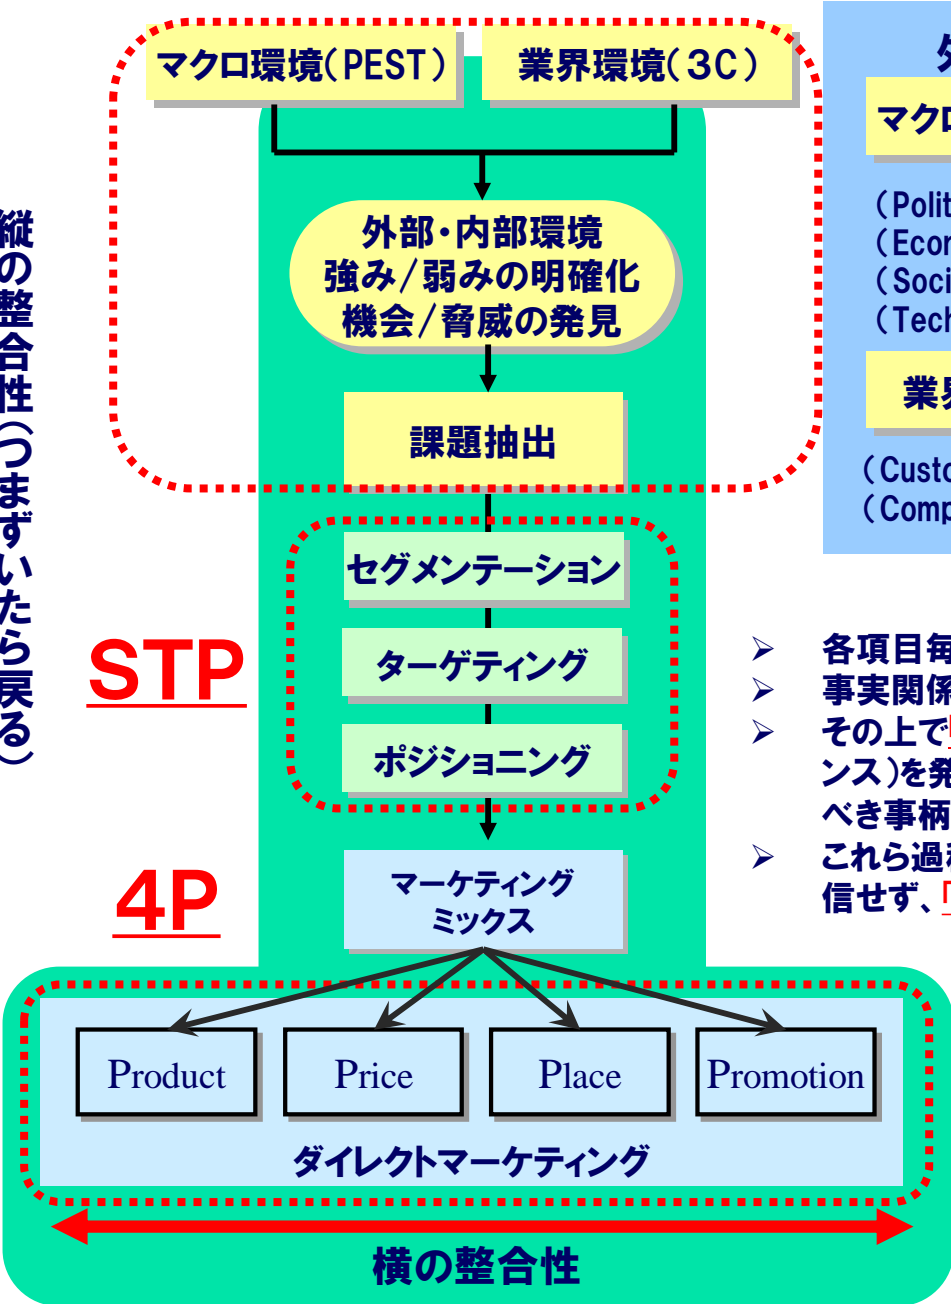 マクロ環境(PEST)
業界環境(3C)
外部・内部環境
強み/弱みの明確化
機会/脅威の発見
課題抽出
セグメンテーション
ターゲティング
ポジショニング
マーケティング
ミックス
Product
Price
Place
Promotion
ダイレクトマーケティング
横の整合性
縦の整合性(つまずいたら戻る)
STP
4P
マクロ
(Polit
(Econ
(Soci
(Tech
業界
(Custo
(Comp
➢ 各項目毎
➢ 事実関係
➢ その上で「
ンス)を発
べき事柄
➢ これら過程
信せず、「